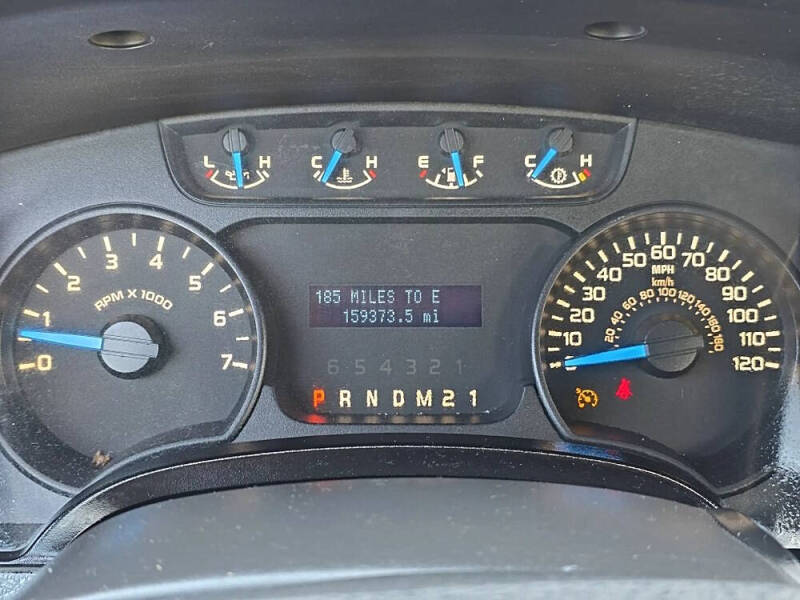 L H C H E F C H
0 1 2 3 4 5 6 7
RPM X 1000
185 MILES TO E
159373.5 mi
6 5 4 3 2 1
P R N D M 2 1
0 10 20 30 40 50 60 70 80 90 100 110 120
MPH
km/h
20 40 60 80 100 120 140 160 180